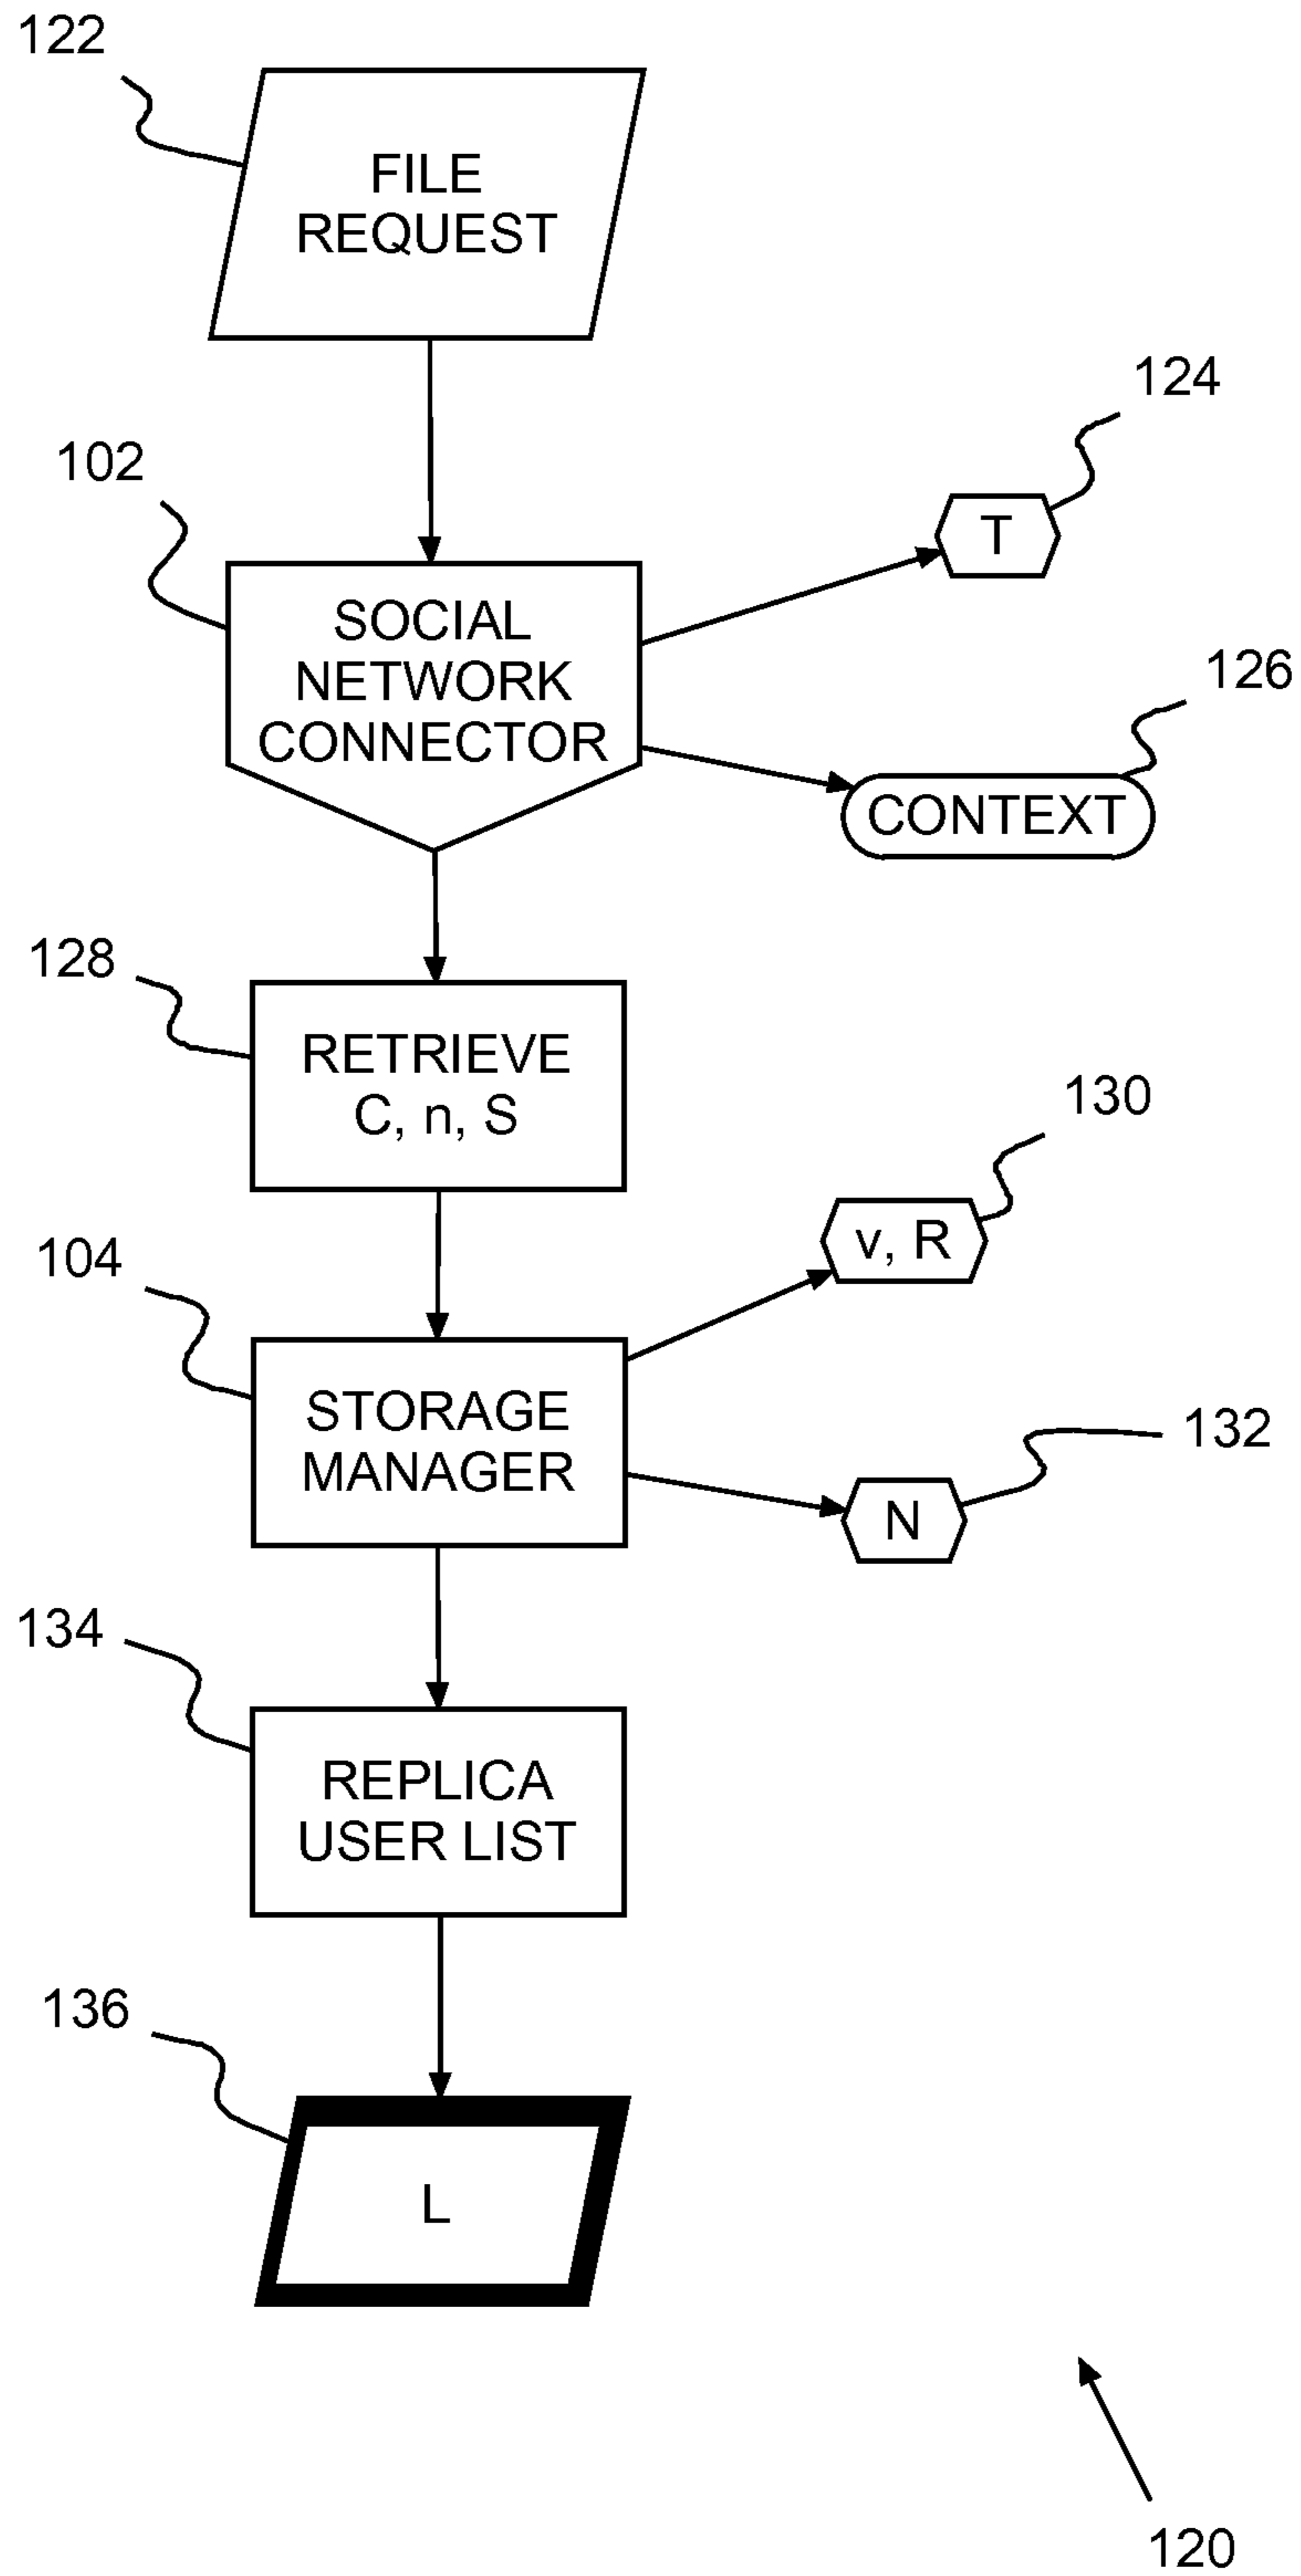 122
FILE
REQUEST
124
102
T
SOCIAL
NETWORK
CONNECTOR
126
CONTEXT
128
RETRIEVE
C, n, S
130
v, R
104
STORAGE
MANAGER
132
N
134
REPLICA
USER LIST
136
L
120